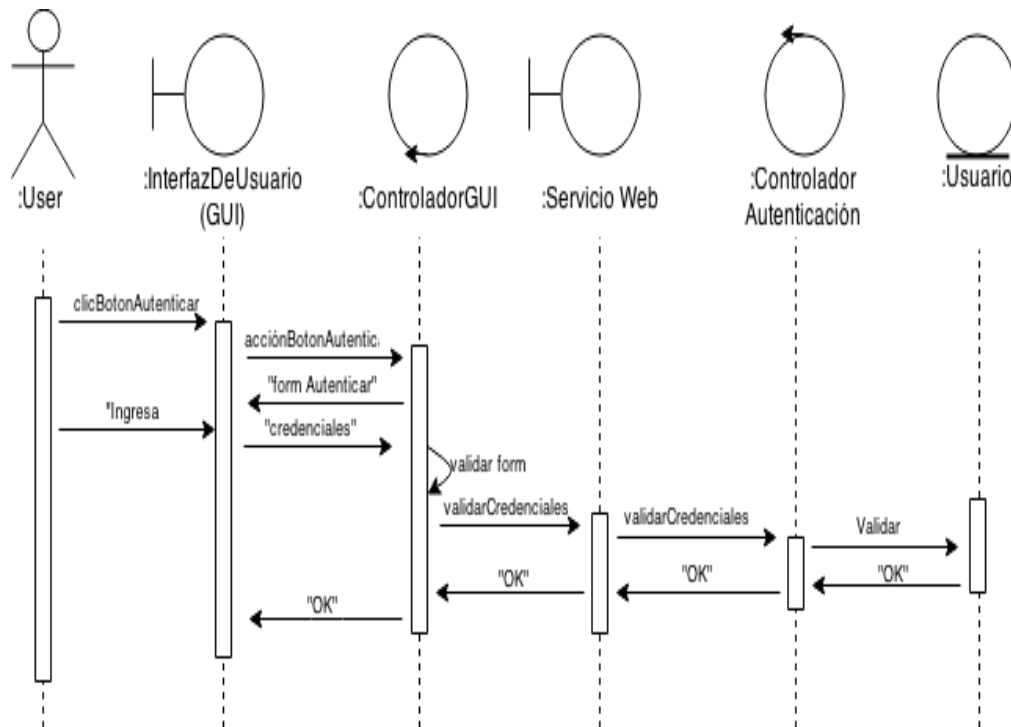 :User
:InterfazDeUsuario
(GUI)
:ControladorGUI
:Servicio Web
:Controlador
Autenticación
:Usuario
clicBotonAutenticar
acciónBotonAutentic
"form Autenticar"
"Ingresa
"credenciales"
validar form
validarCredenciales
validarCredenciales
Validar
"OK"
"OK"
"OK"
"OK"